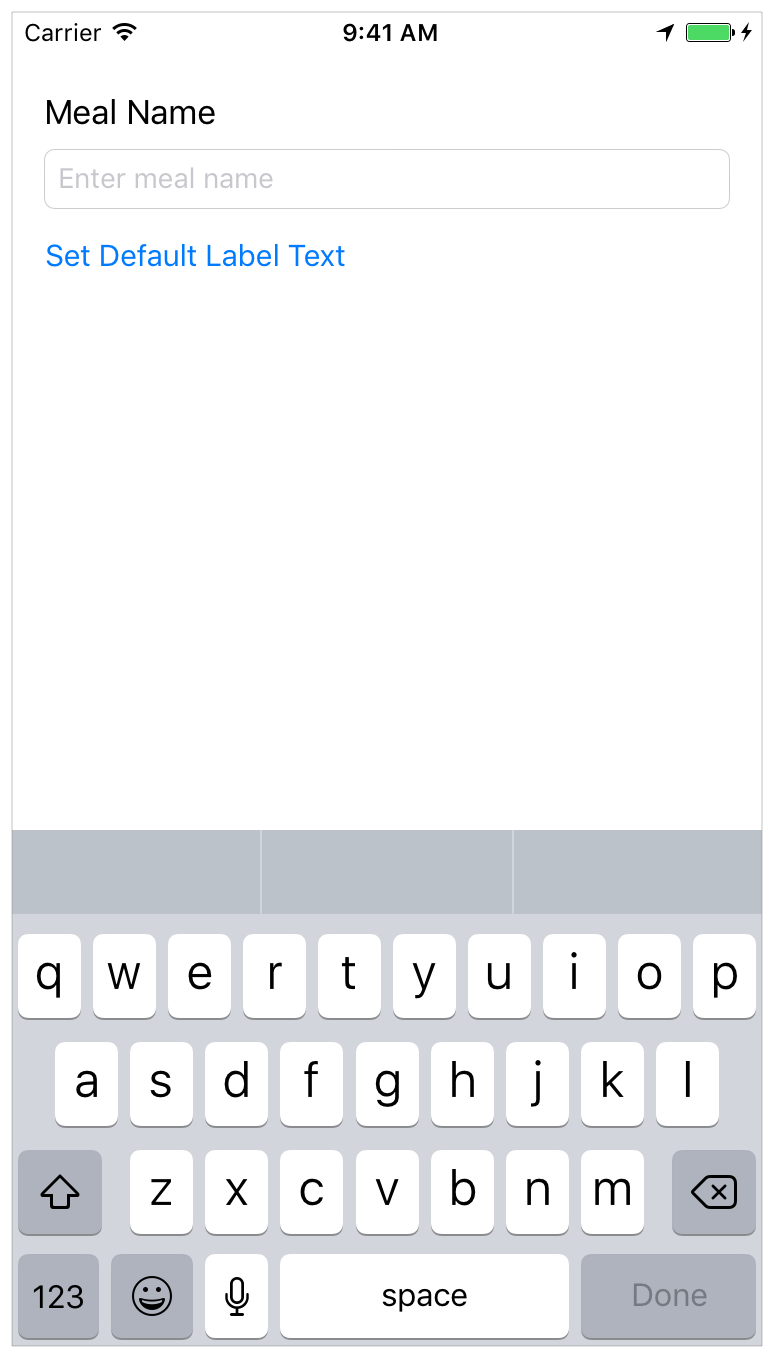 Carrier 9:41 AM
Meal Name
Enter meal name
Set Default Label Text
q w e r t y u i o p
a s d f g h j k l
z x c v b n m
123 space Done